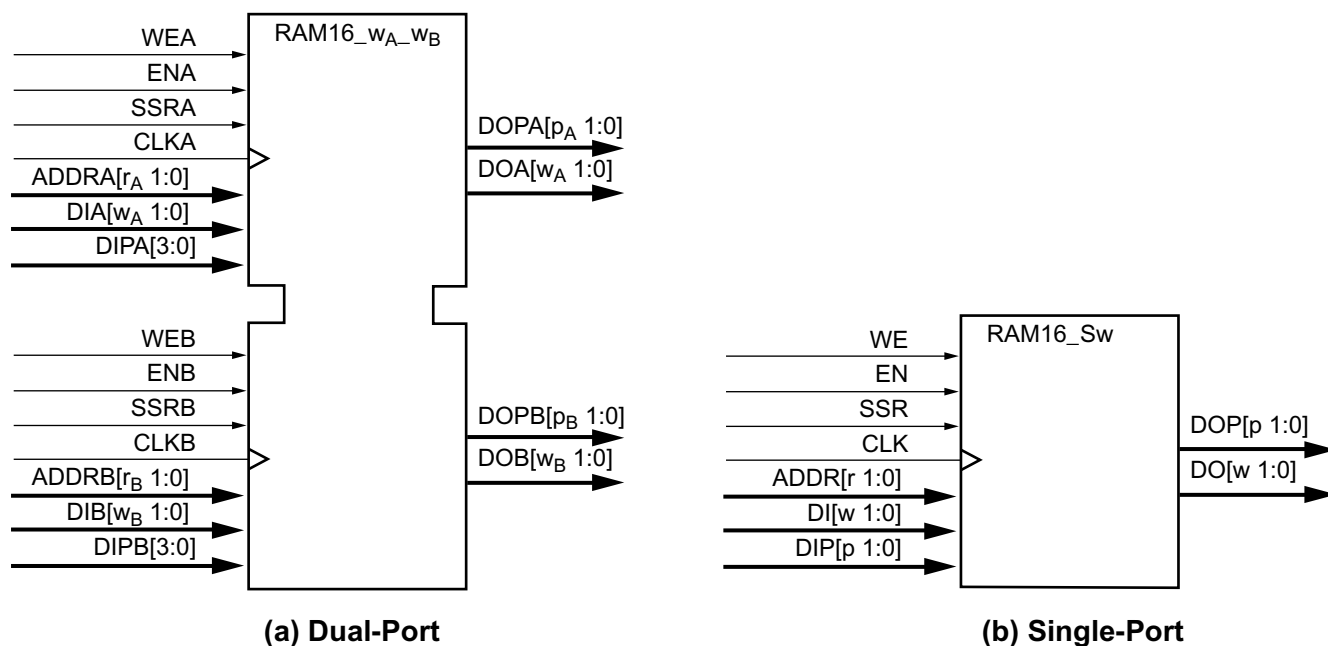 RAM16_wA_wB
WEA
ENA
SSRA
CLKA
ADDRA[rA 1:0]
DIA[wA 1:0]
DIPA[3:0]
DOPA[pA 1:0]
DOA[wA 1:0]
WEB
ENB
SSRB
CLKB
ADDRB[rB 1:0]
DIB[wB 1:0]
DIPB[3:0]
DOPB[pB 1:0]
DOB[wB 1:0]
(a) Dual-Port
RAM16_Sw
WE
EN
SSR
CLK
ADDR[r 1:0]
DI[w 1:0]
DIP[p 1:0]
DOP[p 1:0]
DO[w 1:0]
(b) Single-Port